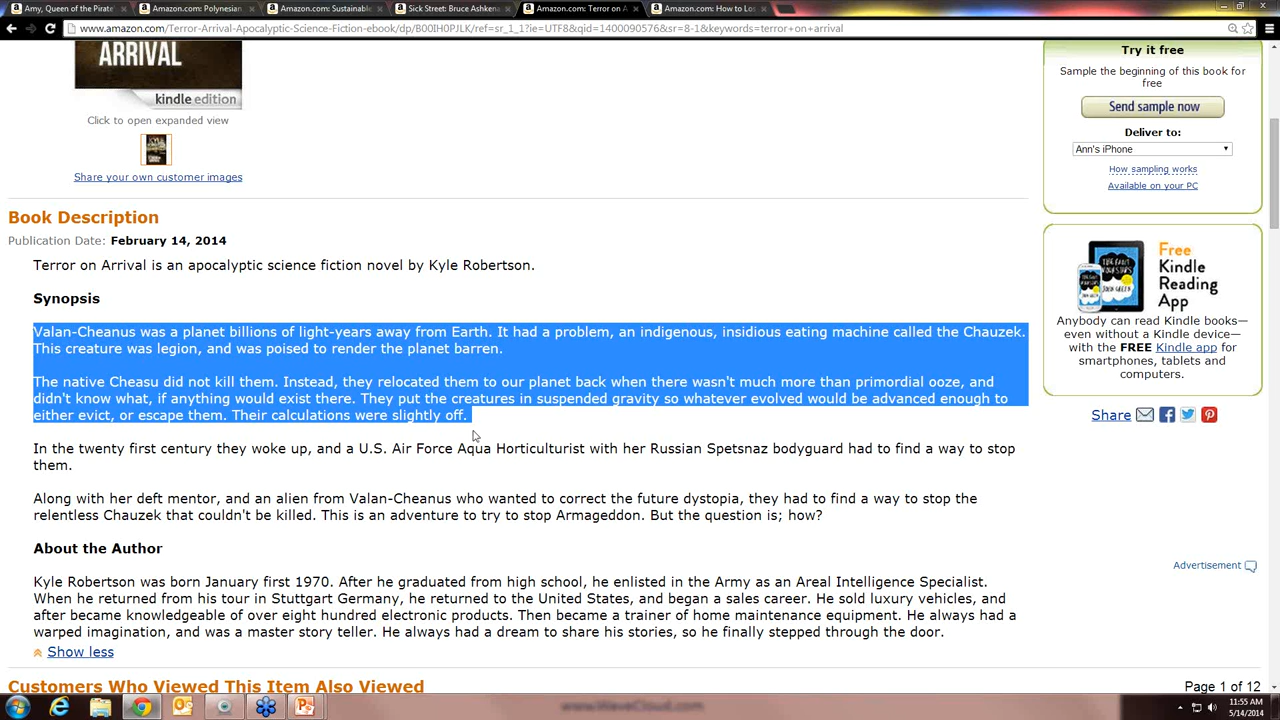 Amy, Queen of the Pirate
Amazon.com: Polynesian
Amazon.com: Sustainable
Sick Street: Bruce Ashkena
Amazon.com: Terror on A
Amazon.com: How to Los
www.amazon.com/Terror-Arrival-Apocalyptic-Science-Fiction-ebook/dp/B00IH0PJLK/ref=sr_1_1?ie=UTF8&qid=1400090576&sr=8-1&keywords=terror+on+arrival
ARRIVAL
kindle edition
Click to open expanded view
Share your own customer images
Try it free
Sample the beginning of this book for
free
Send sample now
Deliver to:
Ann's iPhone
How sampling works
Available on your PC
Book Description
Publication Date: February 14, 2014
Terror on Arrival is an apocalyptic science fiction novel by Kyle Robertson.
Synopsis
Valan-Cheanus was a planet billions of light-years away from Earth. It had a problem, an indigenous, insidious eating machine called the Chauzek.
This creature was legion, and was poised to render the planet barren.
The native Cheasu did not kill them. Instead, they relocated them to our planet back when there wasn't much more than primordial ooze, and
didn't know what, if anything would exist there. They put the creatures in suspended gravity so whatever evolved would be advanced enough to
either evict, or escape them. Their calculations were slightly off.
In the twenty first century they woke up, and a U.S. Air Force Aqua Horticulturist with her Russian Spetsnaz bodyguard had to find a way to stop
them.
Along with her deft mentor, and an alien from Valan-Cheanus who wanted to correct the future dystopia, they had to find a way to stop the
relentless Chauzek that couldn't be killed. This is an adventure to try to stop Armageddon. But the question is; how?
About the Author
Kyle Robertson was born January first 1970. After he graduated from high school, he enlisted in the Army as an Areal Intelligence Specialist.
When he returned from his tour in Stuttgart Germany, he returned to the United States, and began a sales career. He sold luxury vehicles, and
after became knowledgeable of over eight hundred electronic products. Then became a trainer of home maintenance equipment. He always had a
warped imagination, and was a master story teller. He always had a dream to share his stories, so he finally stepped through the door.
Show less
Free
Kindle
Reading
App
Anybody can read Kindle books—
even without a Kindle device—
with the FREE Kindle app for
smartphones, tablets and
computers.
Share
Advertisement
Customers Who Viewed This Item Also Viewed
Page 1 of 12
www.WaveCloud.com
11:55 AM
5/14/2014